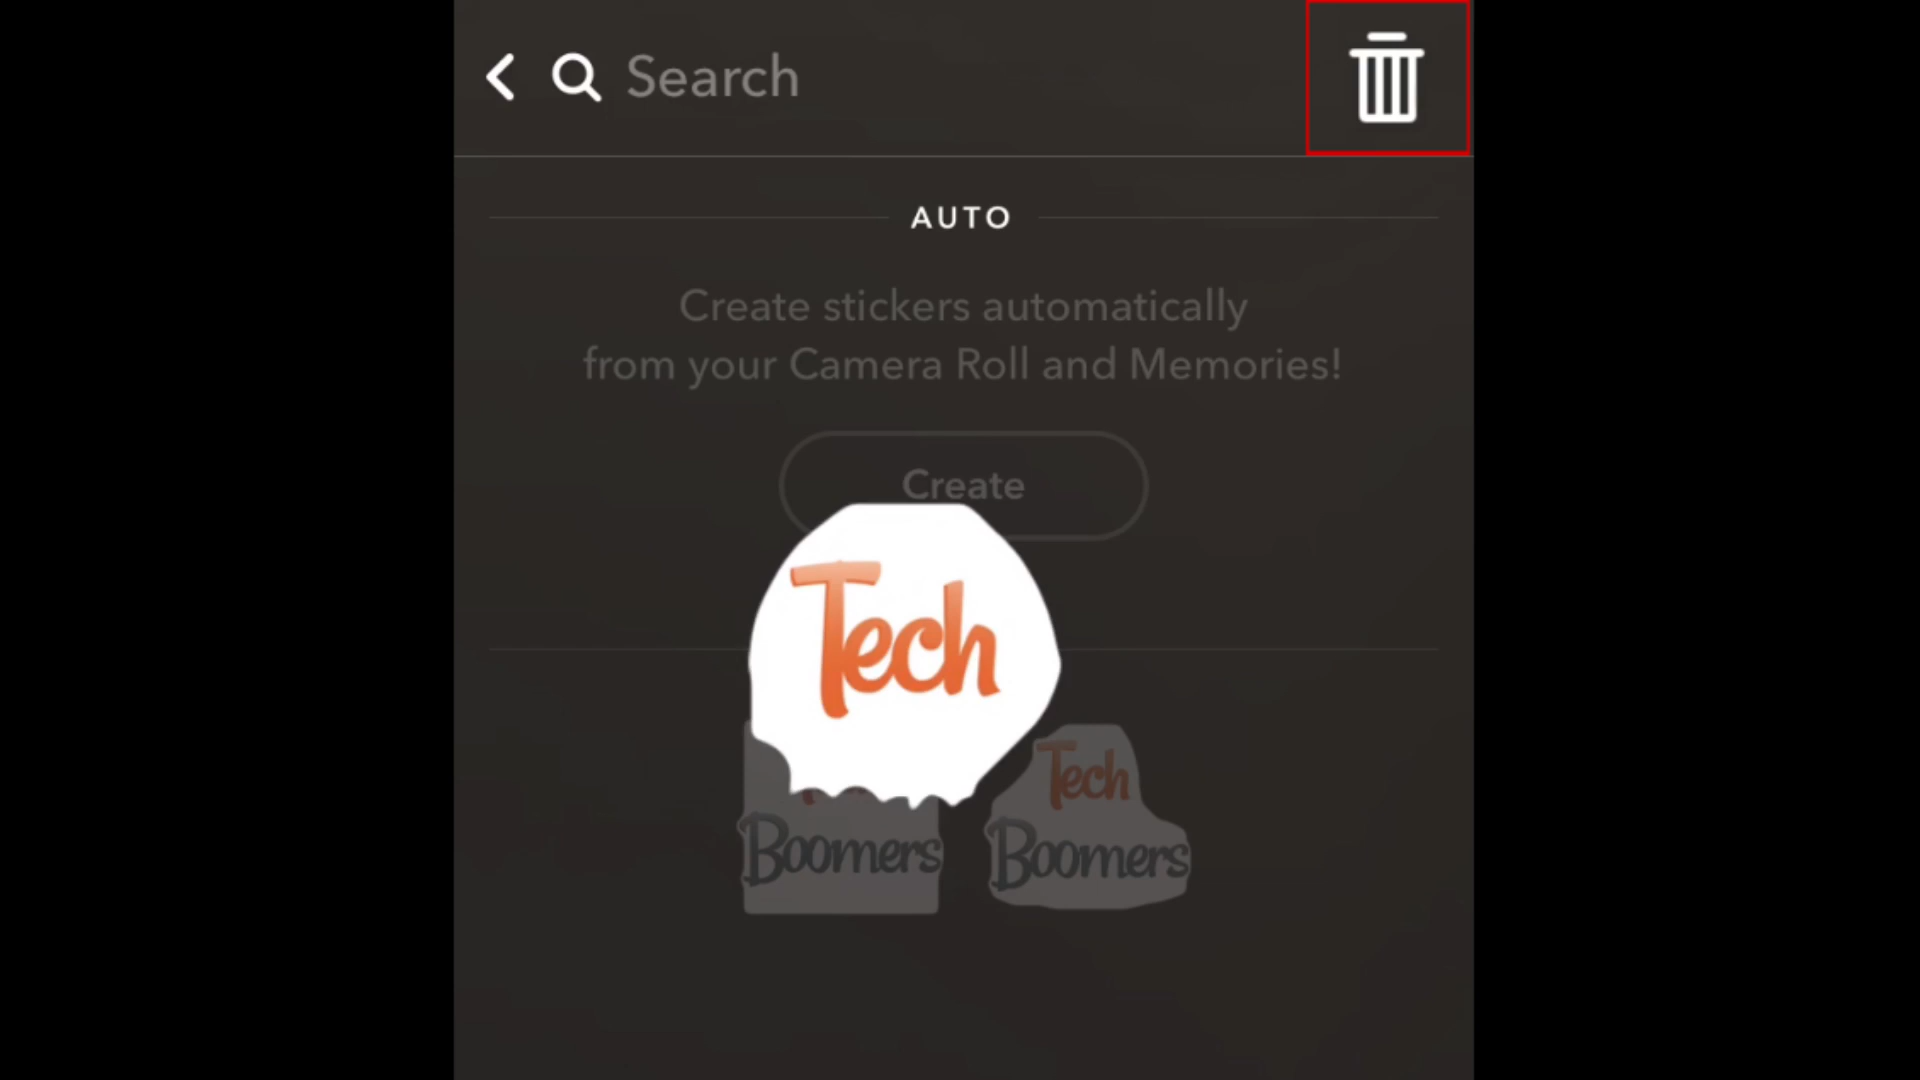 Search
AUTO
Create stickers automatically
from your Camera Roll and Memories!
Create
Tech
Tech
Boomers
Boomers